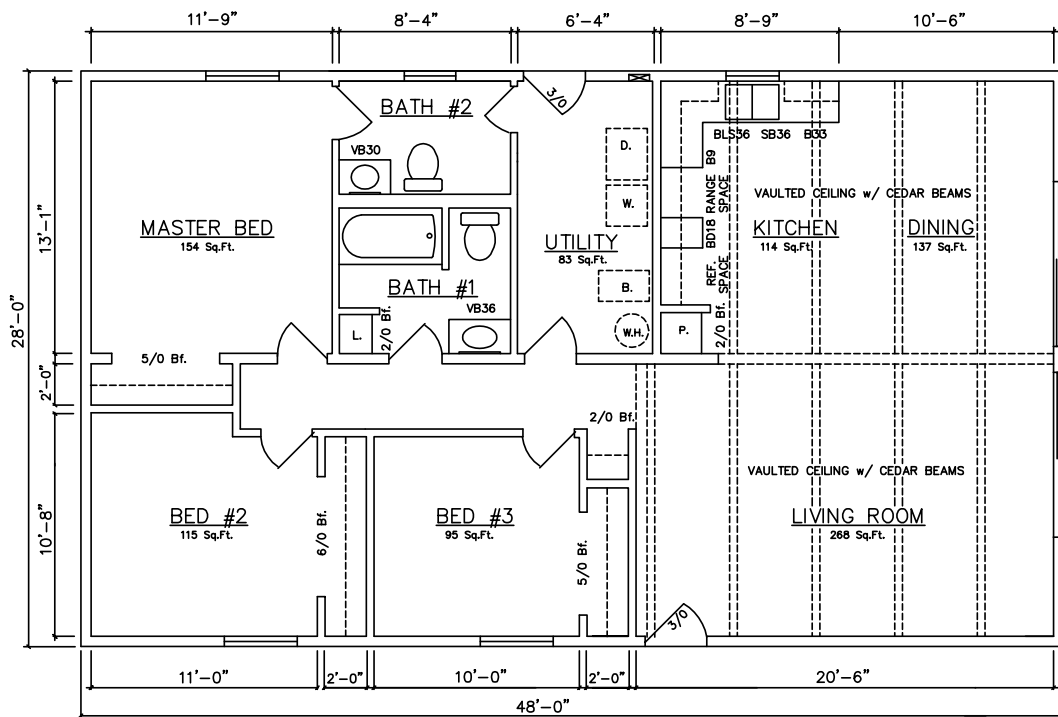 11'-9"
8'-4"
6'-4"
8'-9"
10'-6"
28'-0"
13'-1"
2'-0"
10'-8"
3/0
BATH #2
VB30
D.
W.
BLS36 SB36 B33
B9
RANGE SPACE
BD18
REF. SPACE
VAULTED CEILING w/ CEDAR BEAMS
MASTER BED
154 Sq.Ft.
UTILITY
83 Sq.Ft.
KITCHEN
114 Sq.Ft.
DINING
137 Sq.Ft.
BATH #1
VB36
B.
W.H.
L.
2/0 Bf.
P.
2/0 Bf.
5/0 Bf.
2/0 Bf.
VAULTED CEILING w/ CEDAR BEAMS
BED #2
115 Sq.Ft.
6/0 Bf.
BED #3
95 Sq.Ft.
5/0 Bf.
LIVING ROOM
268 Sq.Ft.
3/0
11'-0"
2'-0"
10'-0"
2'-0"
20'-6"
48'-0"